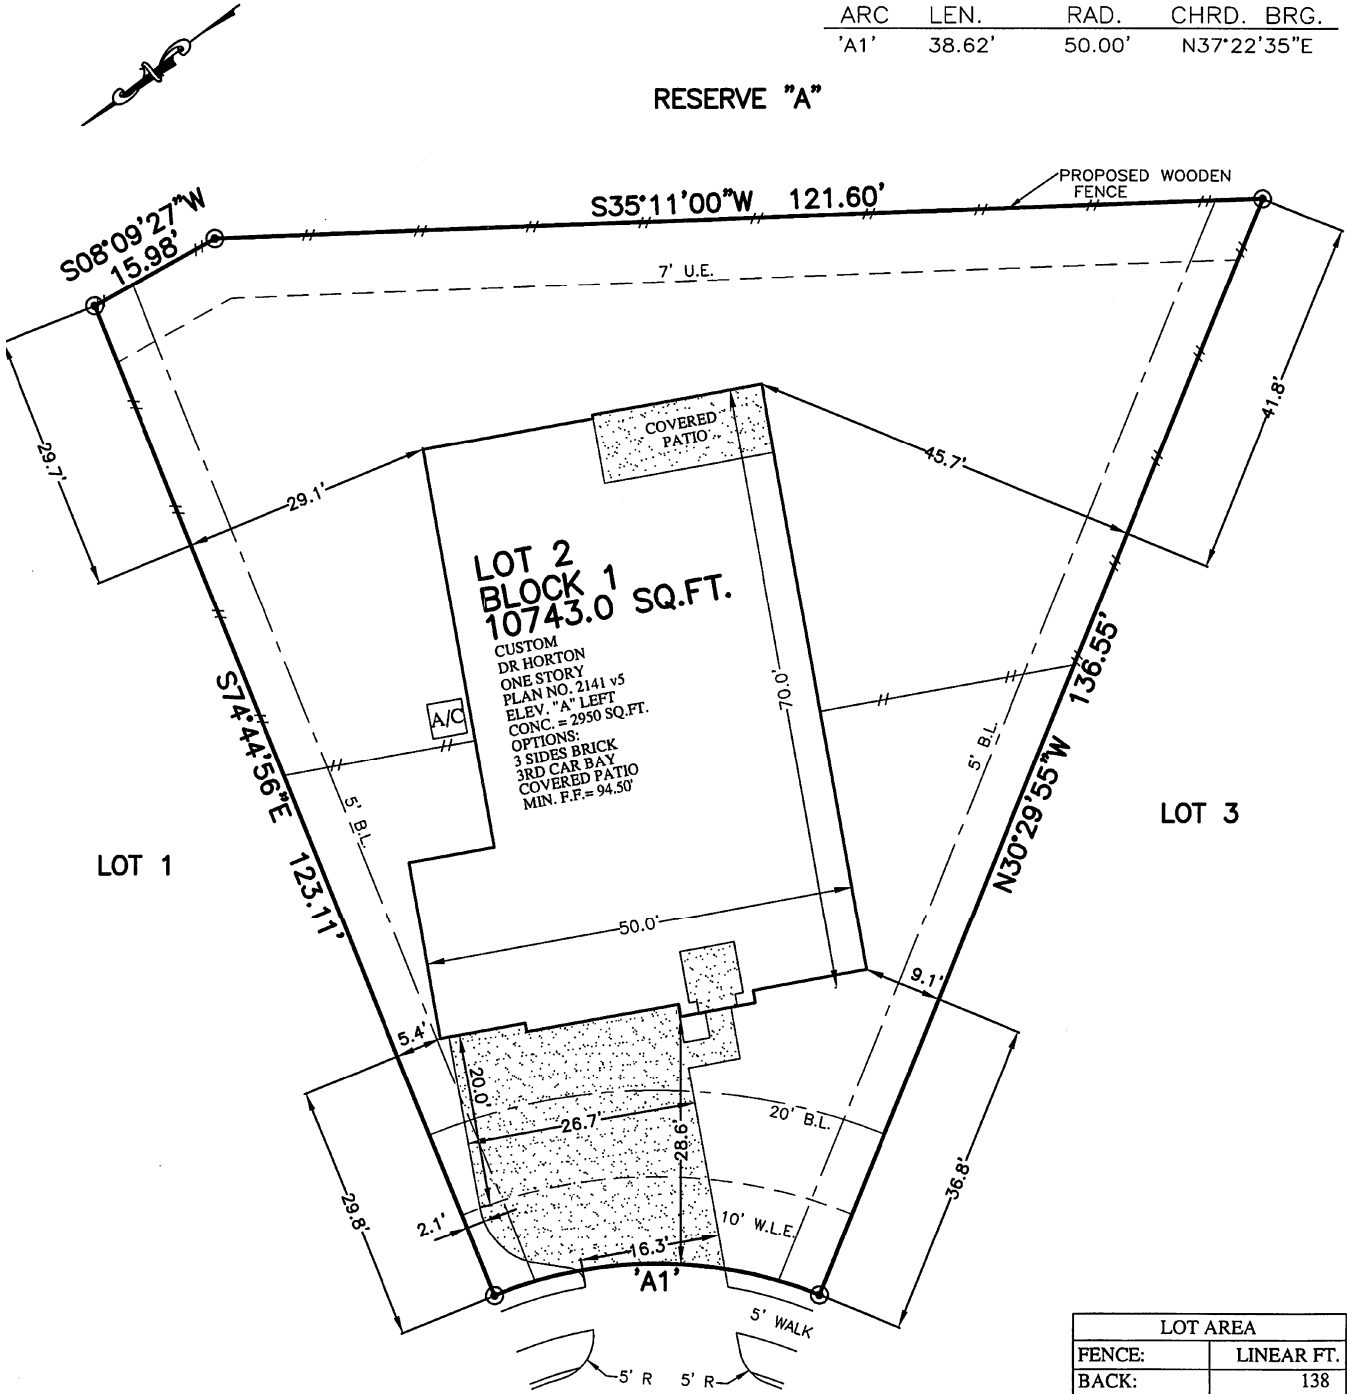 ARC LEN. RAD. CHRD. BRG.
'A1' 38.62' 50.00' N37°22'35"E
RESERVE "A"
PROPOSED WOODEN
FENCE
S35°11'00"W 121.60'
S08°09'27"W
15.98'
7' U.E.
41.8'
COVERED
PATIO
45.7'
29.7'
29.1'
LOT 2
BLOCK 1
10743.0 SQ.FT.
CUSTOM
DR HORTON
ONE STORY
PLAN NO. 2141 v5
ELEV. "A" LEFT
CONC. = 2950 SQ.FT.
OPTIONS:
3 SIDES BRICK
3RD CAR BAY
COVERED PATIO
MIN. F.F.= 94.50'
A/C
70.0'
S74°44'56"E 123.11'
N30°29'55"W 136.55'
5' B.L.
5' B.L.
LOT 3
LOT 1
50.0'
9.1'
5.4'
20.0'
26.7'
28.6'
20' B.L.
36.8'
29.8'
2.1'
10' W.L.E.
16.3'
'A1'
5' WALK
5' R 5' R
LOT AREA
FENCE: LINEAR FT.
BACK: 138